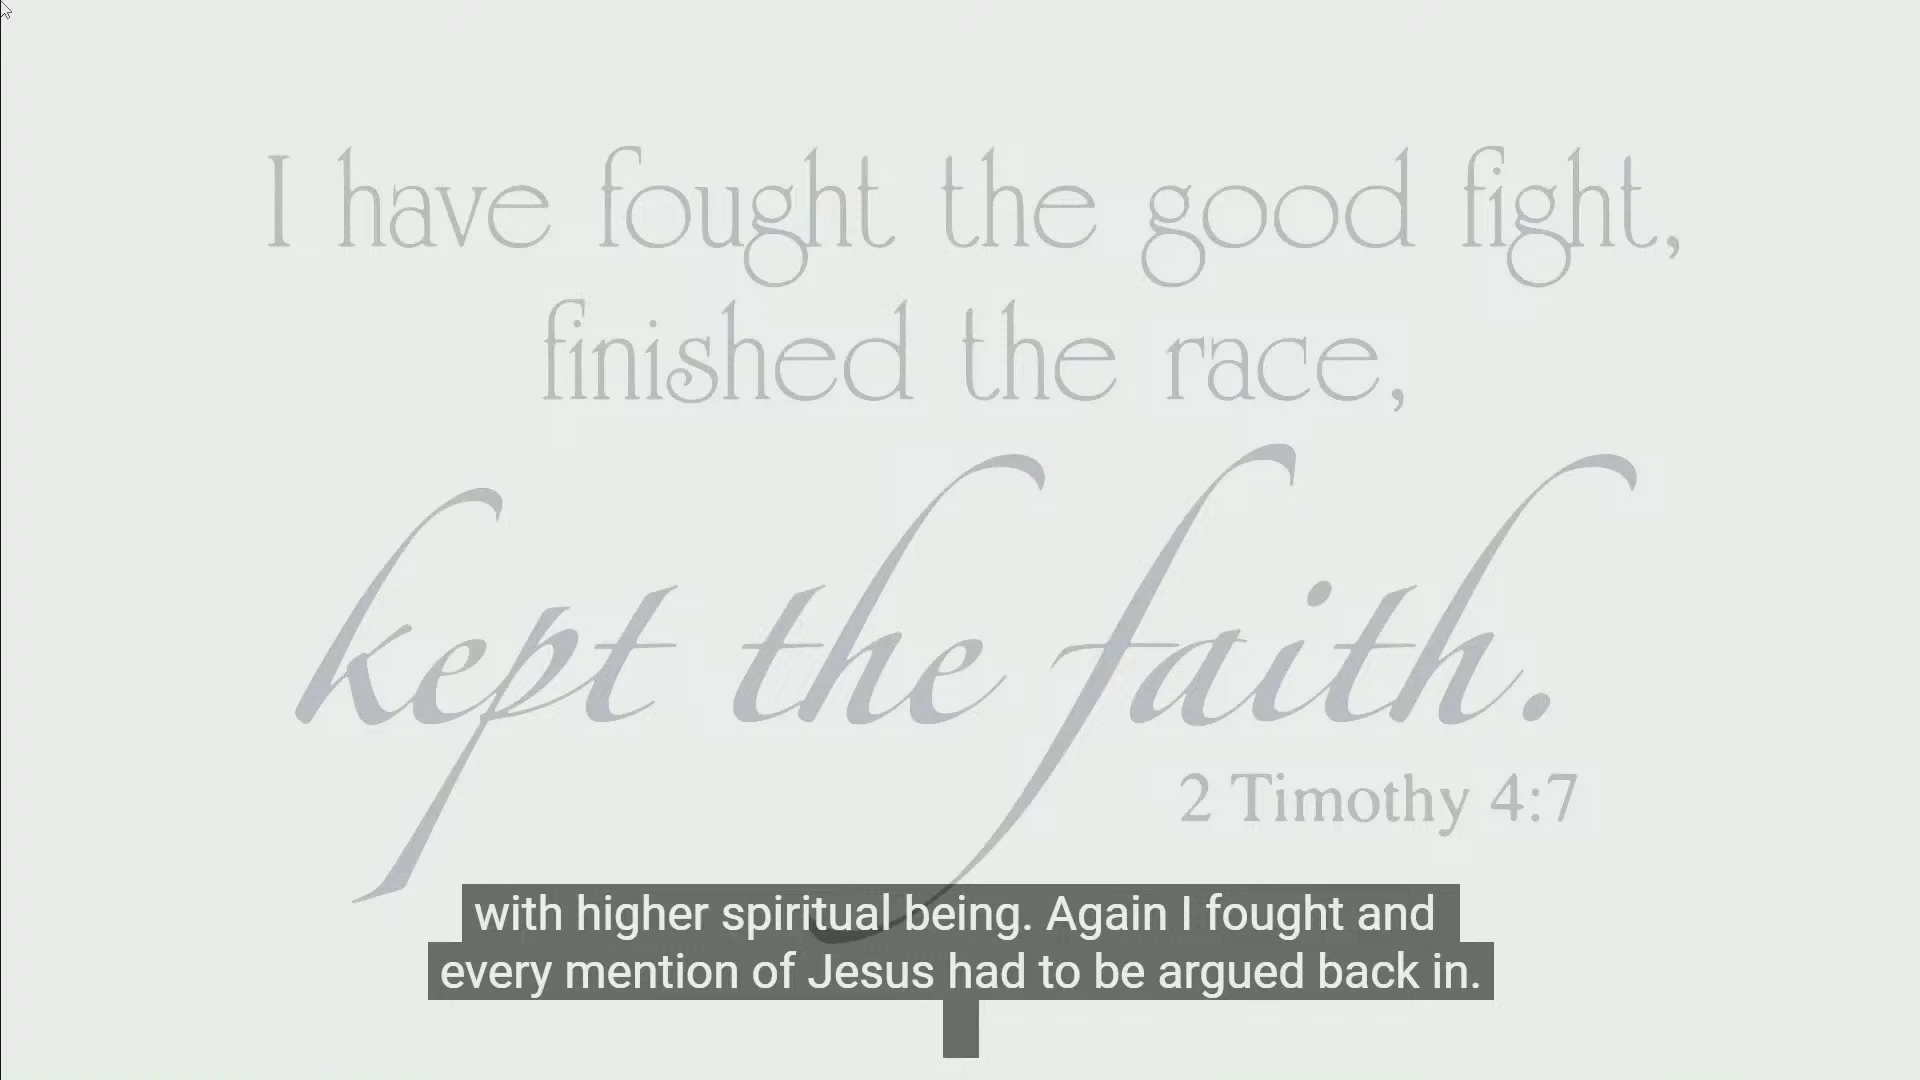 I have fought the good fight,
finished the race,
kept the faith.
2 Timothy 4:7
with higher spiritual being. Again I fought and
every mention of Jesus had to be argued back in.